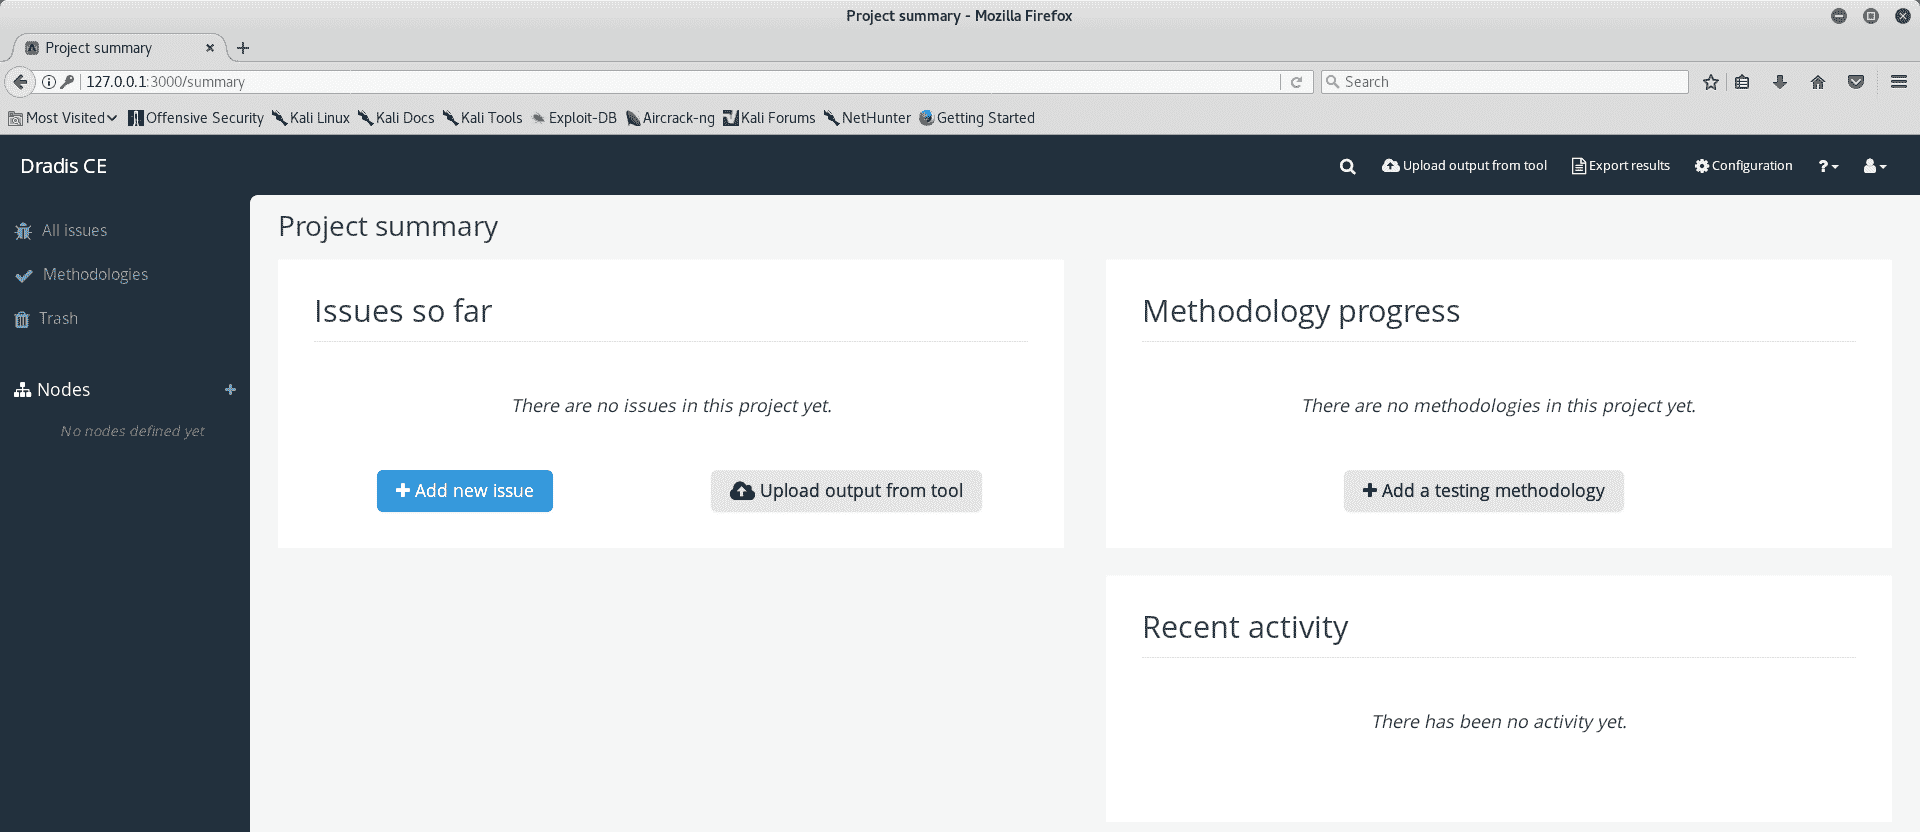 Project summary - Mozilla Firefox
Project summary
127.0.0.1:3000/summary
Search
Most Visited Offensive Security Kali Linux Kali Docs Kali Tools Exploit-DB Aircrack-ng Kali Forums NetHunter Getting Started
Dradis CE
Upload output from tool Export results Configuration ?
All issues
Methodologies
Trash
Nodes
No nodes defined yet
Project summary
Issues so far
There are no issues in this project yet.
Add new issue Upload output from tool
Methodology progress
There are no methodologies in this project yet.
Add a testing methodology
Recent activity
There has been no activity yet.